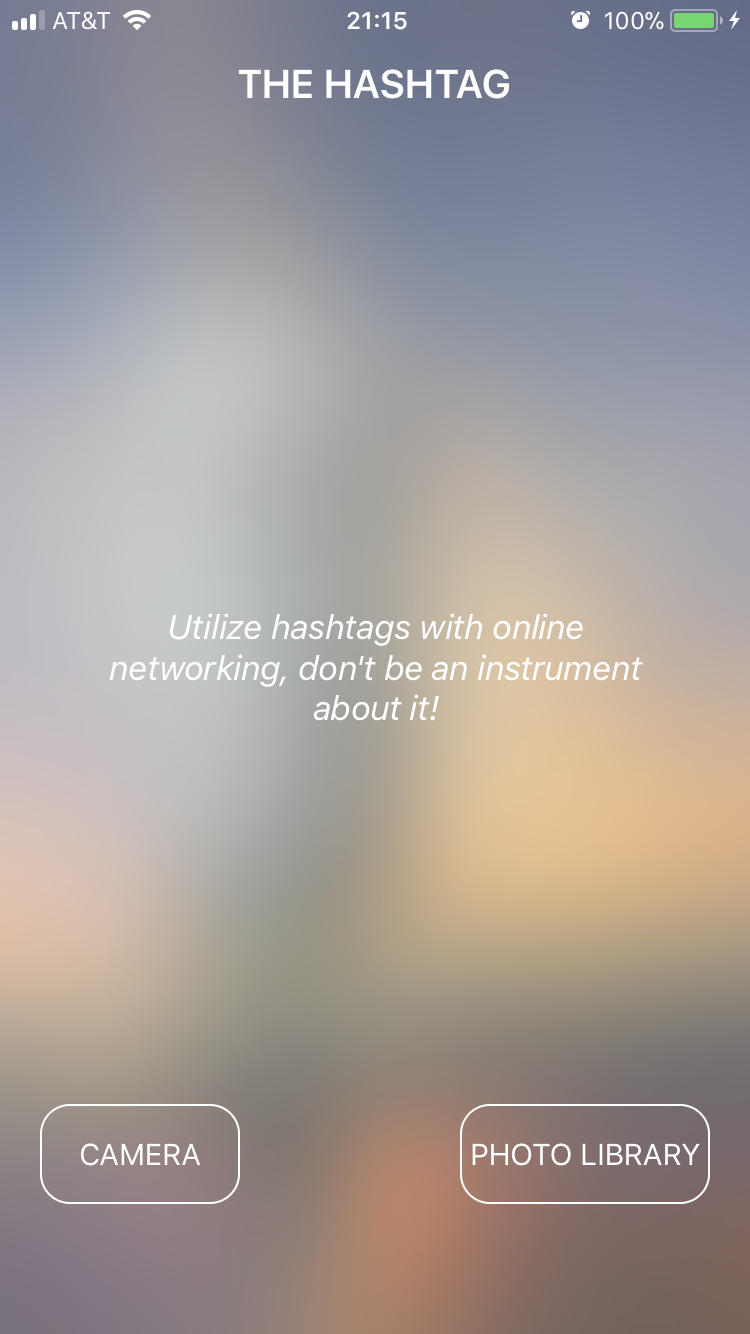 AT&T 21:15 100%
THE HASHTAG
Utilize hashtags with online
networking, don't be an instrument
about it!
CAMERA PHOTO LIBRARY